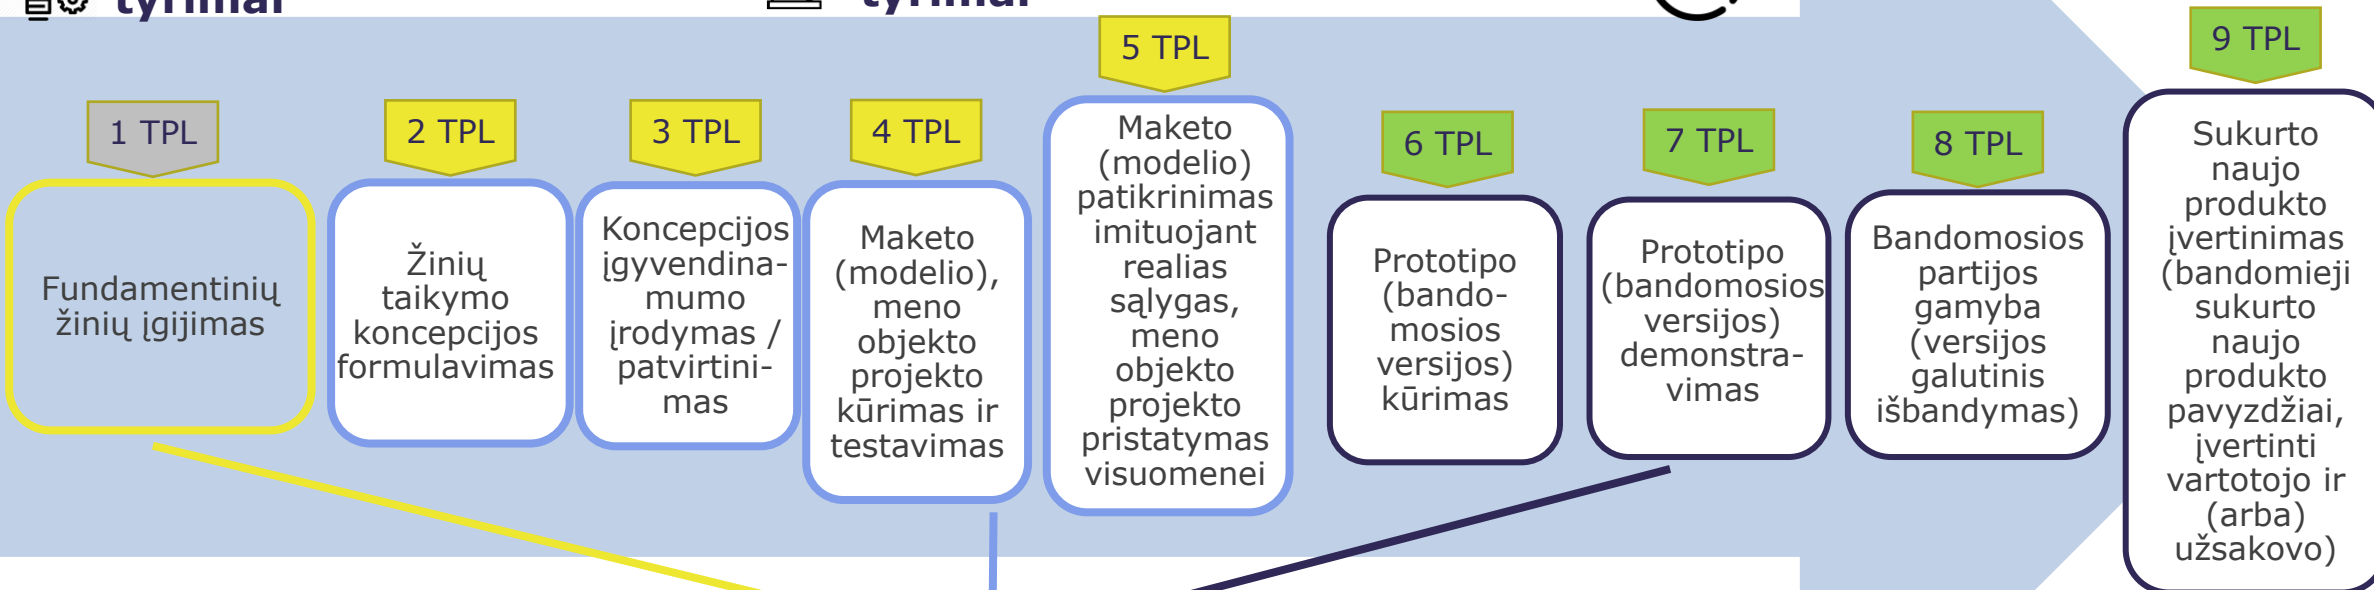 tyrimai
tyrimai
1 TPL
Fundamentinių
žinių įgijimas
2 TPL
Žinių
taikymo
koncepcijos
formulavimas
3 TPL
Koncepcijos
įgyvendina-
mumo
įrodymas /
patvirtini-
mas
4 TPL
Maketo
(modelio),
meno
objekto
projekto
kūrimas ir
testavimas
5 TPL
Maketo
(modelio)
patikrinimas
imituojant
realias
sąlygas,
meno
objekto
projekto
pristatymas
visuomenei
6 TPL
Prototipo
(bando-
mosios
versijos)
kūrimas
7 TPL
Prototipo
(bandomosios
versijos)
demonstra-
vimas
8 TPL
Bandomosios
partijos
gamyba
(versijos
galutinis
išbandymas)
9 TPL
Sukurto
naujo
produkto
įvertinimas
(bandomieji
sukurto
naujo
produkto
pavyzdžiai,
įvertinti
vartotojo ir
(arba)
užsakovo)